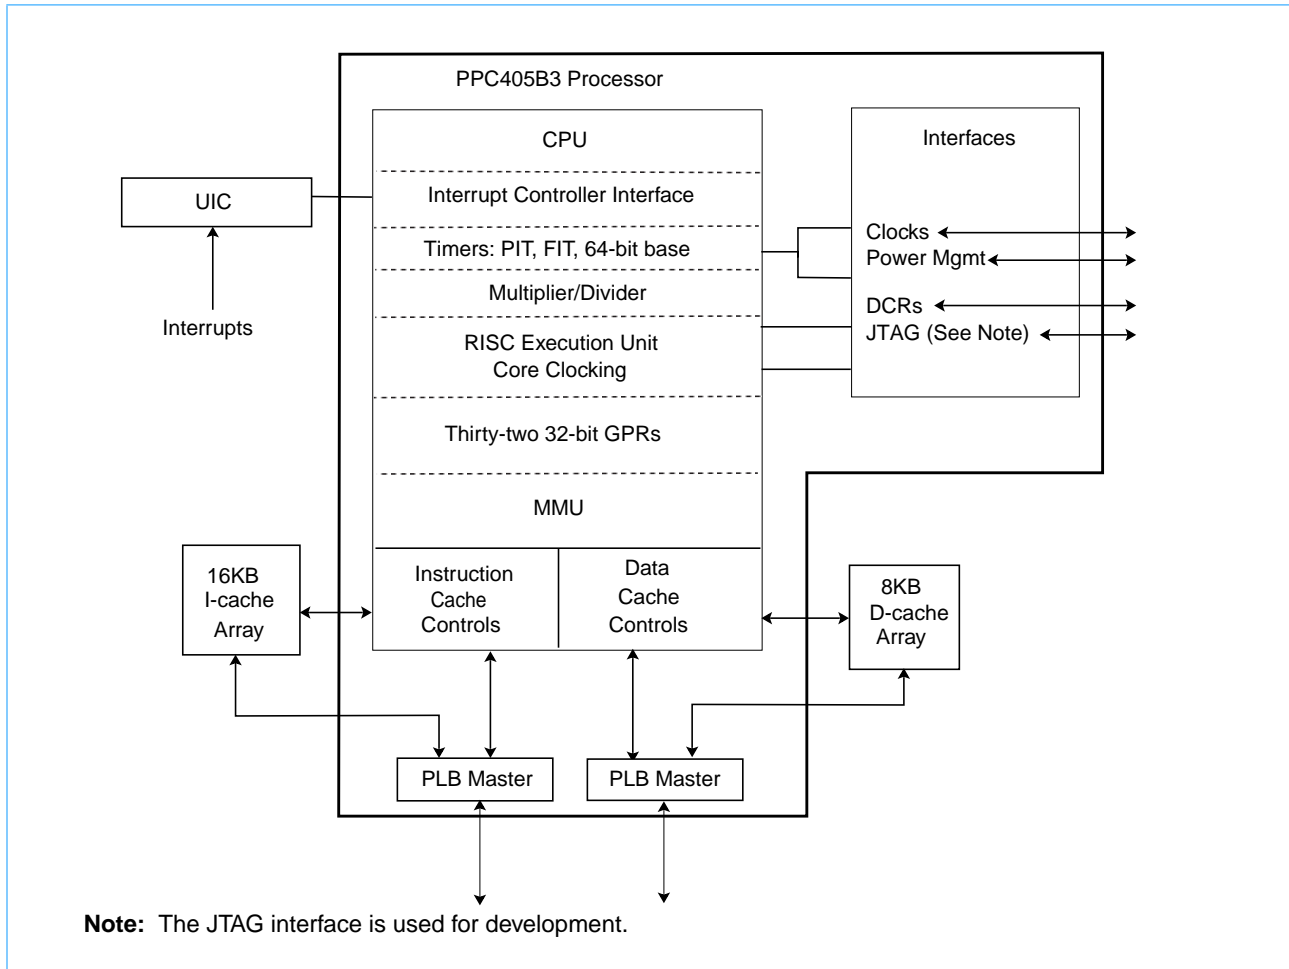 PPC405B3 Processor
CPU
Interfaces
Interrupt Controller Interface
UIC
Clocks
Timers: PIT, FIT, 64-bit base
Power Mgmt
Multiplier/Divider
DCRs
Interrupts
JTAG (See Note)
RISC Execution Unit
Core Clocking
Thirty-two 32-bit GPRs
MMU
16KB
I-cache
Array
Instruction
Cache
Controls
Data
Cache
Controls
8KB
D-cache
Array
PLB Master
PLB Master
Note: The JTAG interface is used for development.